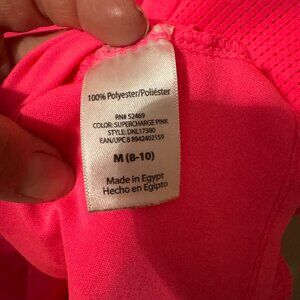 100% Polyester/Poliéster
RN# 52469
COLOR: SUPERCHARGE PINK
STYLE: DNL17380
EAN/UPC 8 8942402159
M (8-10)
Made in Egypt
Hecho en Egipto